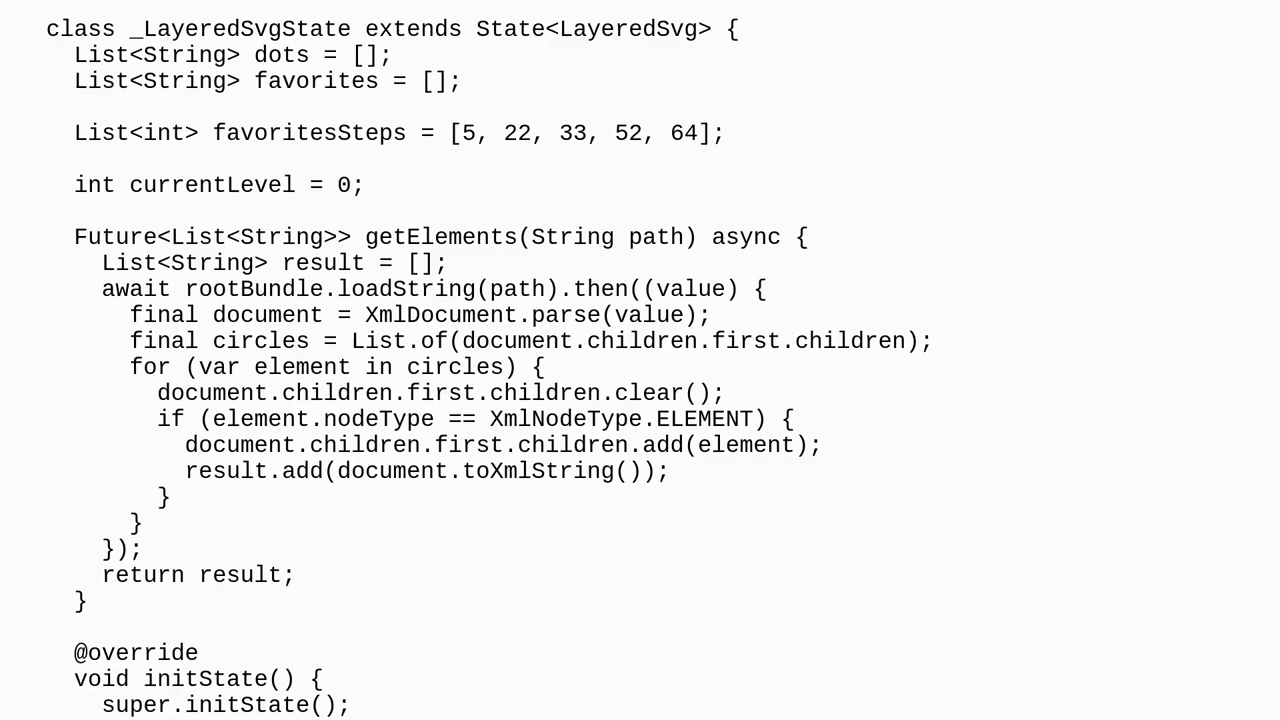 class _LayeredSvgState extends State<LayeredSvg> {
  List<String> dots = [];
  List<String> favorites = [];

  List<int> favoritesSteps = [5, 22, 33, 52, 64];

  int currentLevel = 0;

  Future<List<String>> getElements(String path) async {
    List<String> result = [];
    await rootBundle.loadString(path).then((value) {
      final document = XmlDocument.parse(value);
      final circles = List.of(document.children.first.children);
      for (var element in circles) {
        document.children.first.children.clear();
        if (element.nodeType == XmlNodeType.ELEMENT) {
          document.children.first.children.add(element);
          result.add(document.toXmlString());
        }
      }
    });
    return result;
  }

  @override
  void initState() {
    super.initState();